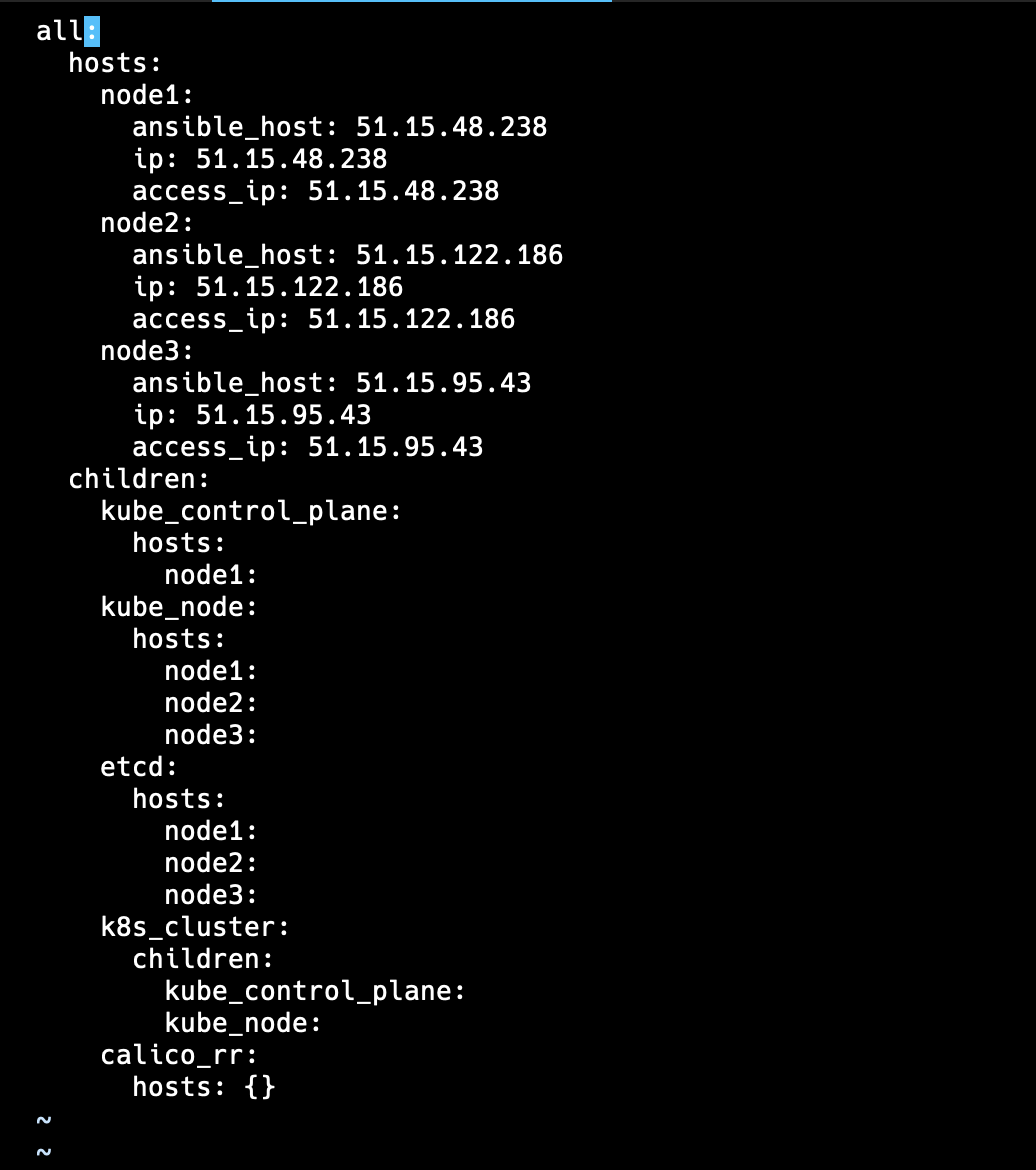 all:
  hosts:
    node1:
      ansible_host: 51.15.48.238
      ip: 51.15.48.238
      access_ip: 51.15.48.238
    node2:
      ansible_host: 51.15.122.186
      ip: 51.15.122.186
      access_ip: 51.15.122.186
    node3:
      ansible_host: 51.15.95.43
      ip: 51.15.95.43
      access_ip: 51.15.95.43
  children:
    kube_control_plane:
      hosts:
        node1:
    kube_node:
      hosts:
        node1:
        node2:
        node3:
    etcd:
      hosts:
        node1:
        node2:
        node3:
    k8s_cluster:
      children:
        kube_control_plane:
        kube_node:
    calico_rr:
      hosts: {}
~
~